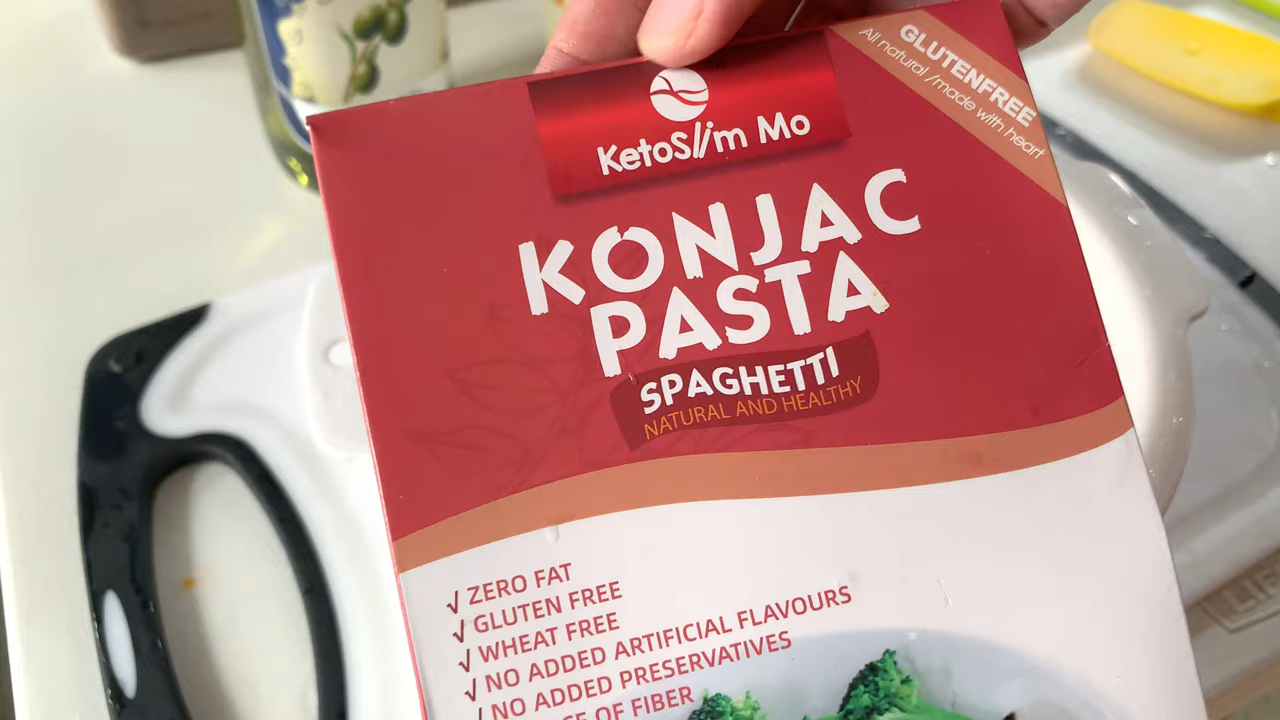 KetoSlim Mo
GLUTENFREE
All natural /made with heart
KONJAC
PASTA
SPAGHETTI
NATURAL AND HEALTHY
√ ZERO FAT
√ GLUTEN FREE
√ WHEAT FREE
√ NO ADDED ARTIFICIAL FLAVOURS
√ NO ADDED PRESERVATIVES
OF FIBER